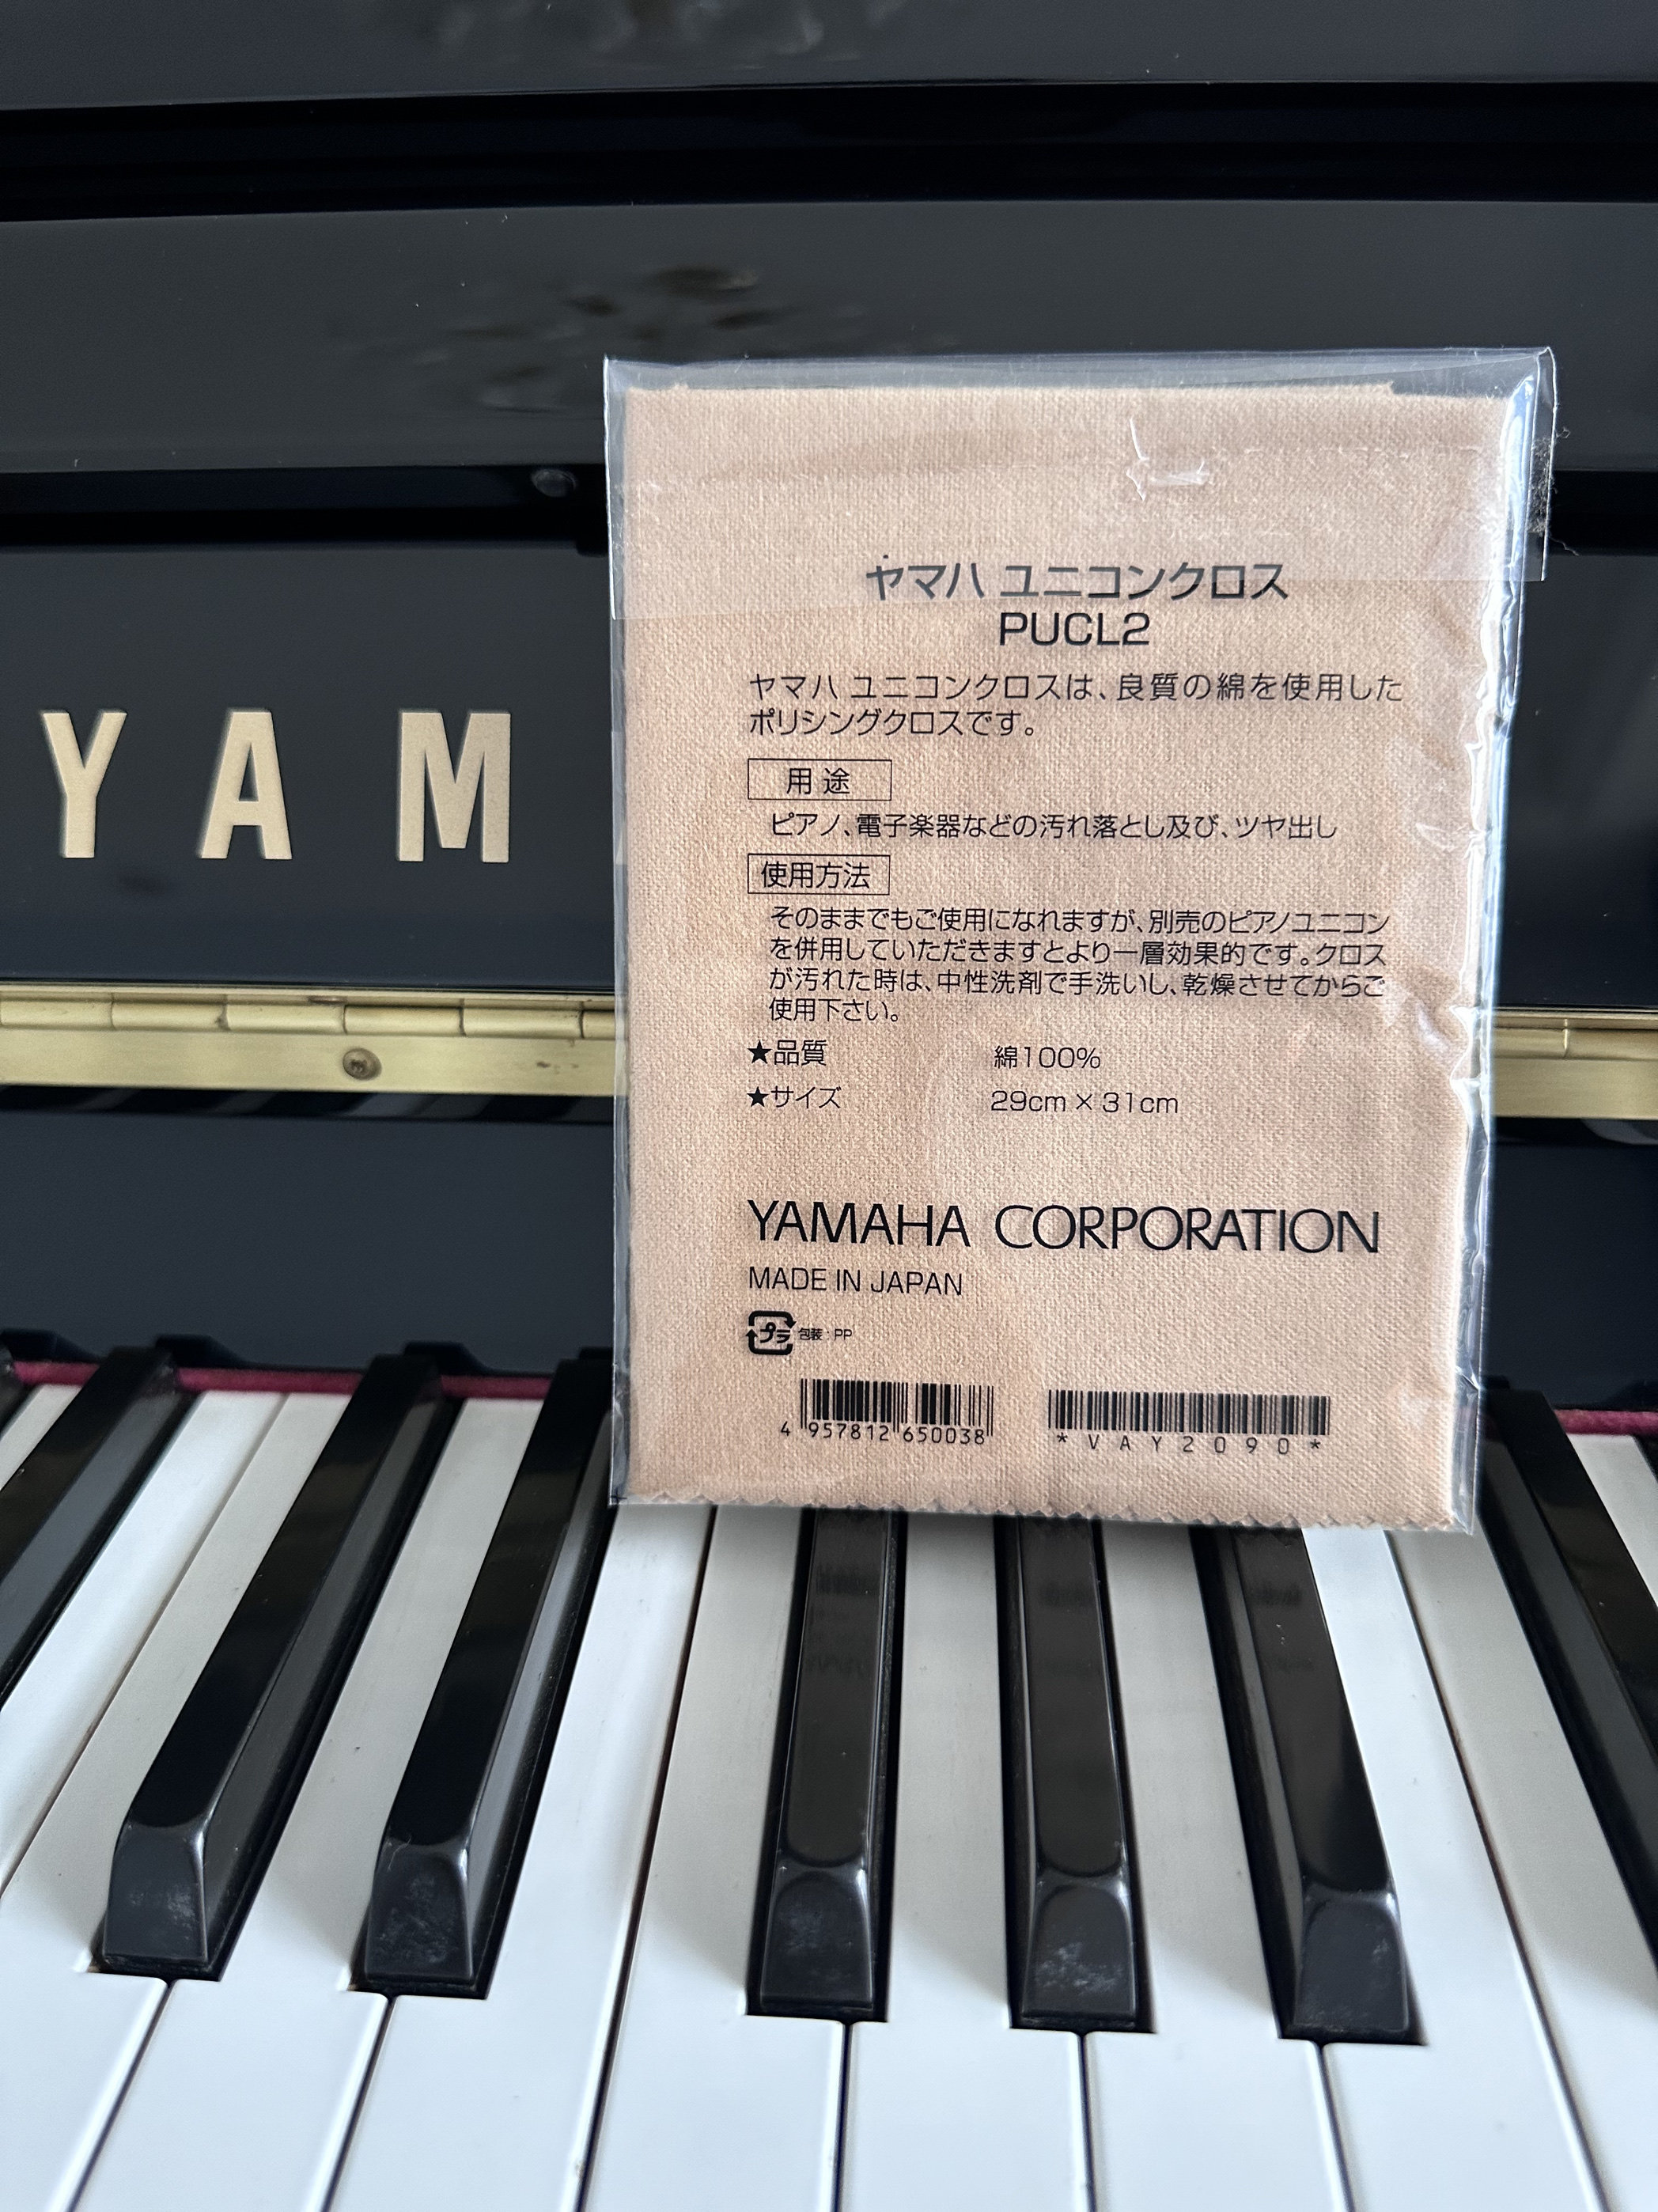 YAM
ヤマハ ユニコンクロス
PUCL2
ヤマハ ユニコンクロスは、良質の綿を使用した
ポリシングクロスです。
用途
ピアノ、電子楽器などの汚れ落とし及び、ツヤ出し
使用方法
そのままでもご使用になれますが、別売のピアノユニコン
を併用していただきますとより一層効果的です。クロス
が汚れた時は、中性洗剤で手洗いし、乾燥させてからご
使用下さい。
★品質 綿100%
★サイズ 29cm×31cm
YAMAHA CORPORATION
MADE IN JAPAN
プラ 包装:PP
4 957812 650038 *VAY2090*